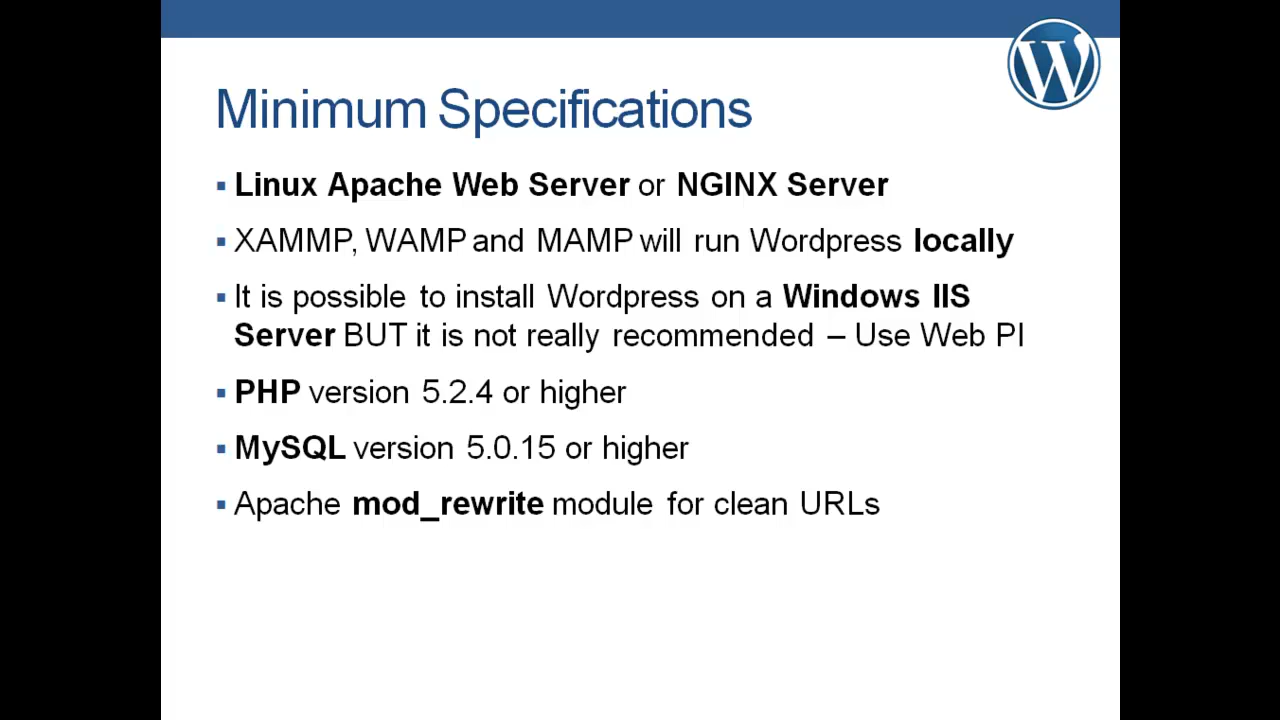 Minimum Specifications
▪ Linux Apache Web Server or NGINX Server
▪ XAMMP, WAMP and MAMP will run Wordpress locally
▪ It is possible to install Wordpress on a Windows IIS
Server BUT it is not really recommended – Use Web PI
▪ PHP version 5.2.4 or higher
▪ MySQL version 5.0.15 or higher
▪ Apache mod_rewrite module for clean URLs